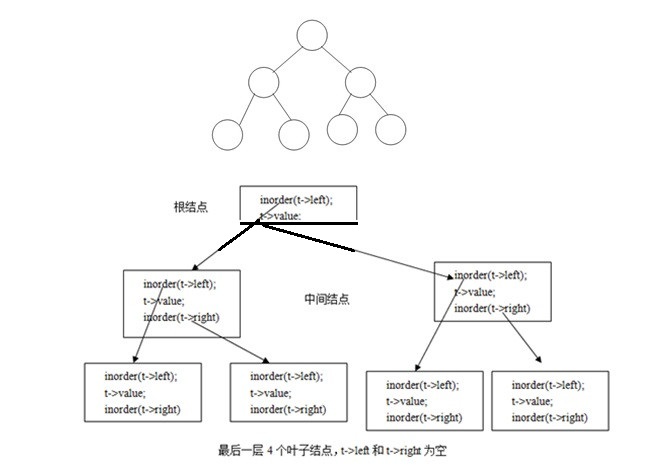 根结点
inorder(t->left);
t->value;
inorder(t->left);
t->value;
inorder(t->right)
中间结点
inorder(t->left);
t->value;
inorder(t->right)
inorder(t->left);
t->value;
inorder(t->right)
inorder(t->left);
t->value;
inorder(t->right)
inorder(t->left);
t->value;
inorder(t->right)
inorder(t->left);
t->value;
inorder(t->right)
最后一层 4 个叶子结点，t->left 和 t->right 为空